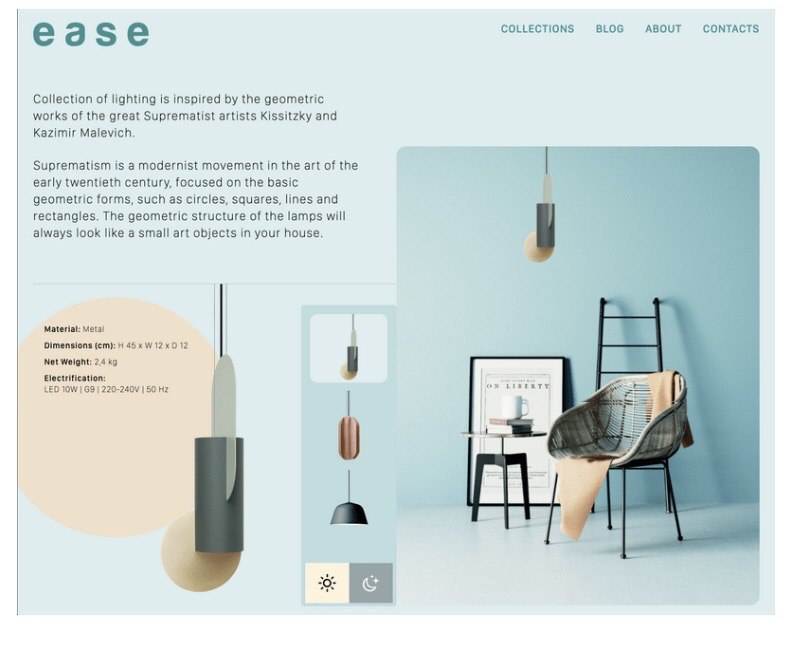 ease
COLLECTIONS BLOG ABOUT CONTACTS
Collection of lighting is inspired by the geometric
works of the great Suprematist artists Kissitzky and
Kazimir Malevich.
Suprematism is a modernist movement in the art of the
early twentieth century, focused on the basic
geometric forms, such as circles, squares, lines and
rectangles. The geometric structure of the lamps will
always look like a small art objects in your house.
Material: Metal
Dimensions (cm): H 45 x W 12 x D 12
Net Weight: 2,4 kg
Electrification:
LED 10W | G9 | 220-240V | 50 Hz
ON LIBERTY